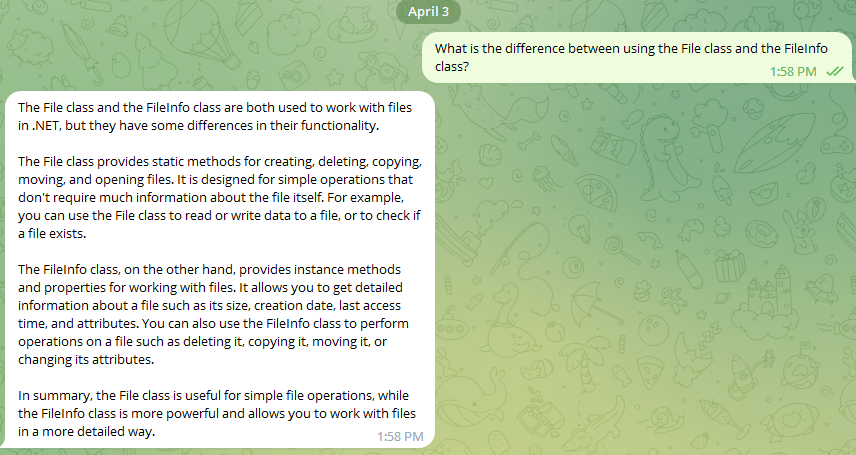 April 3
What is the difference between using the File class and the FileInfo
class?
1:58 PM
The File class and the FileInfo class are both used to work with files
in .NET, but they have some differences in their functionality.
The File class provides static methods for creating, deleting, copying,
moving, and opening files. It is designed for simple operations that
don't require much information about the file itself. For example,
you can use the File class to read or write data to a file, or to check if
a file exists.
The FileInfo class, on the other hand, provides instance methods
and properties for working with files. It allows you to get detailed
information about a file such as its size, creation date, last access
time, and attributes. You can also use the FileInfo class to perform
operations on a file such as deleting it, copying it, moving it, or
changing its attributes.
In summary, the File class is useful for simple file operations, while
the FileInfo class is more powerful and allows you to work with files
in a more detailed way.
1:58 PM